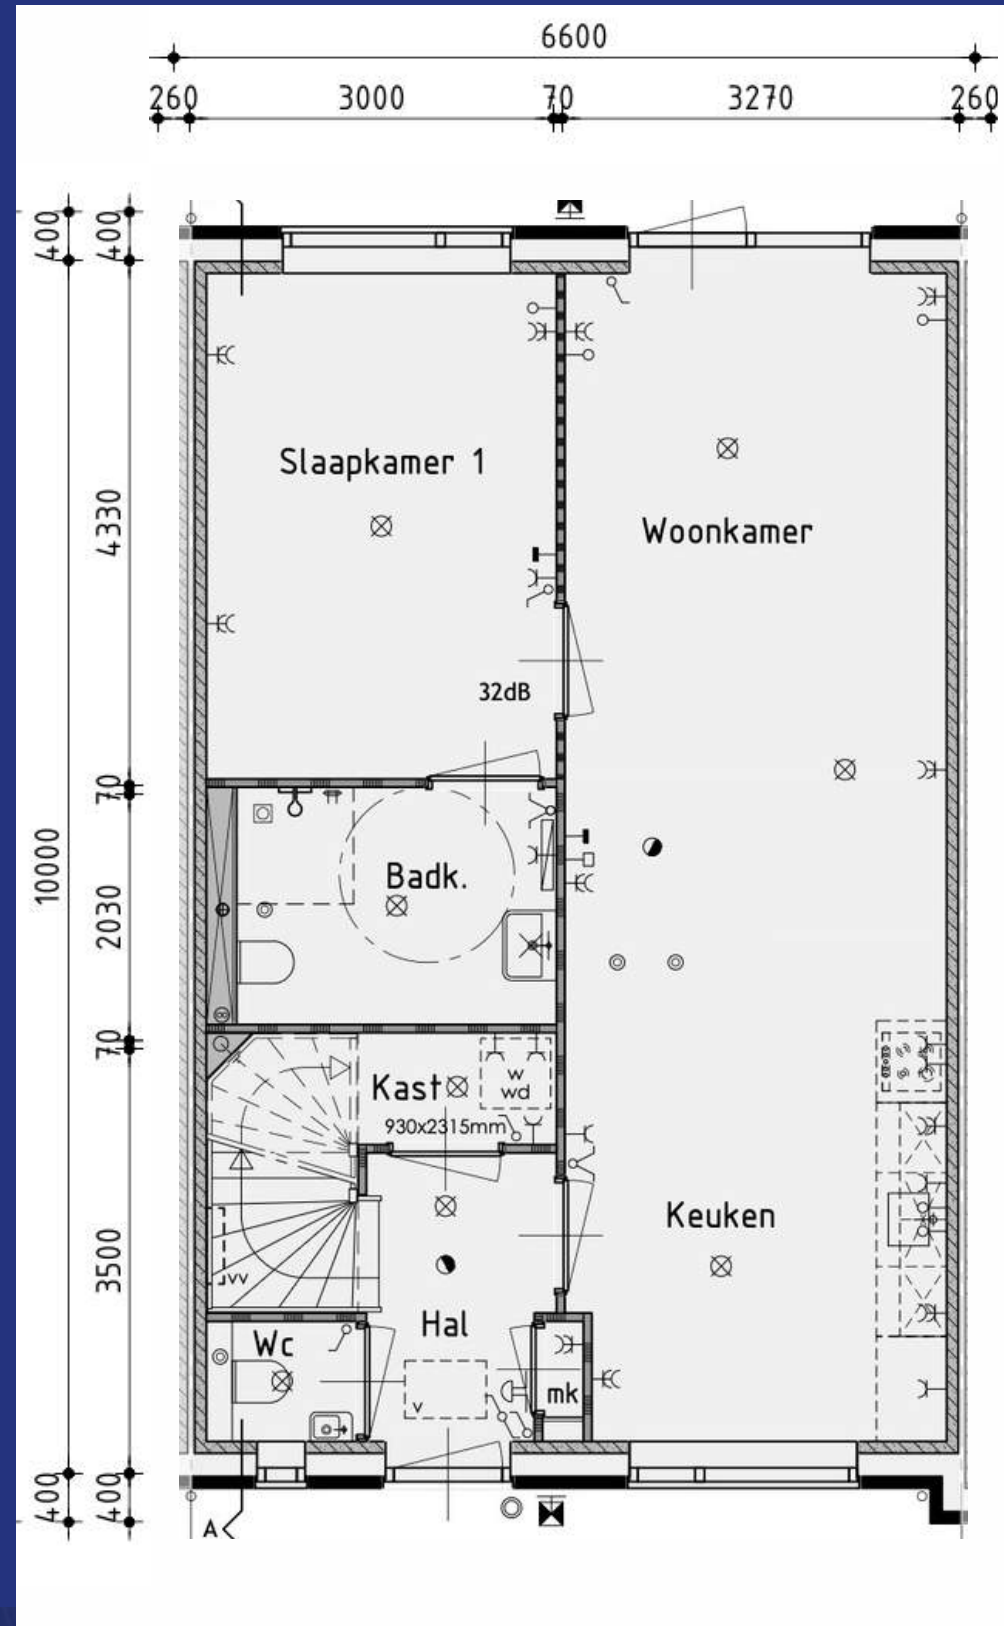 6600
260 3000 70 3270 260
400 400
Slaapkamer 1
Woonkamer
4330
32dB
70
10000
Badk.
2030
70
Kast
w
wd
930x2315mm
Keuken
3500
vv
Hal
Wc
mk
v
400 400
A